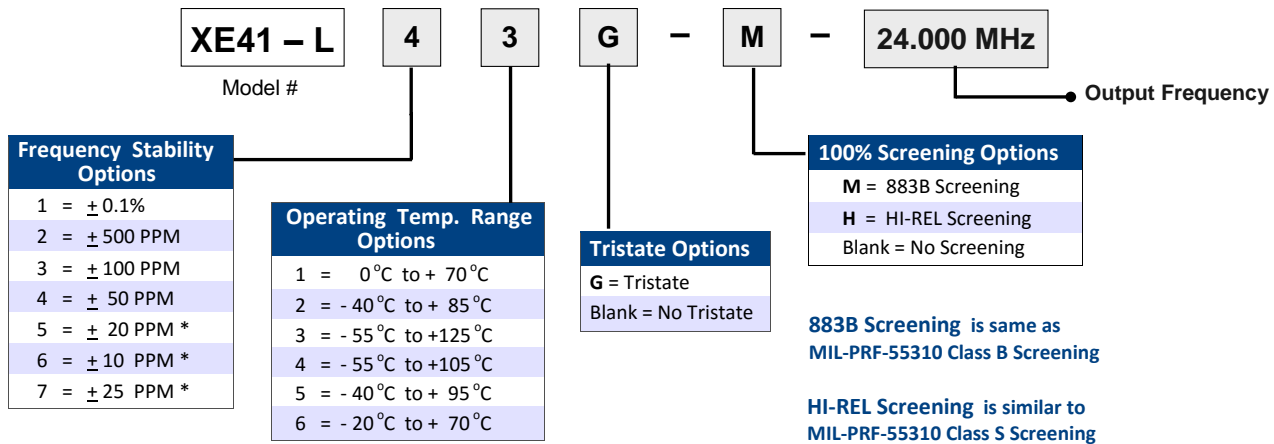 XE41 – L 4 3 G – M – 24.000 MHz
Model #
Output Frequency
Frequency Stability
Options
1 = ± 0.1%
2 = ± 500 PPM
3 = ± 100 PPM
4 = ± 50 PPM
5 = ± 20 PPM *
6 = ± 10 PPM *
7 = ± 25 PPM *
Operating Temp. Range
Options
1 = 0°C to + 70°C
2 = - 40°C to + 85°C
3 = - 55°C to +125°C
4 = - 55°C to +105°C
5 = - 40°C to + 95°C
6 = - 20°C to + 70°C
Tristate Options
G = Tristate
Blank = No Tristate
100% Screening Options
M = 883B Screening
H = HI-REL Screening
Blank = No Screening
883B Screening is same as
MIL-PRF-55310 Class B Screening
HI-REL Screening is similar to
MIL-PRF-55310 Class S Screening